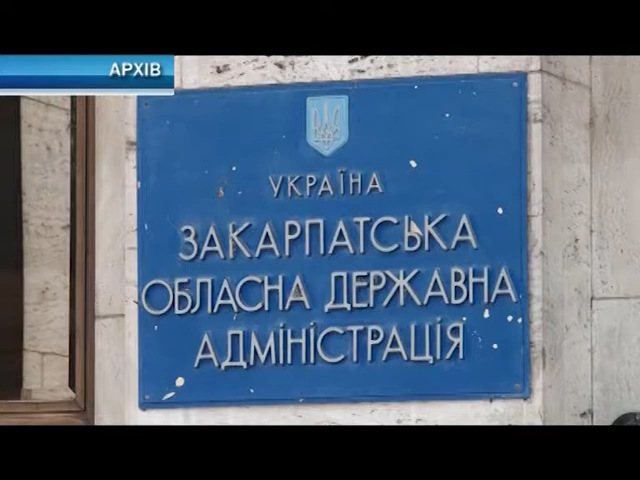 АРХІВ
УКРАЇНА
ЗАКАРПАТСЬКА
ОБЛАСНА ДЕРЖАВНА
АДМІНІСТРАЦІЯ